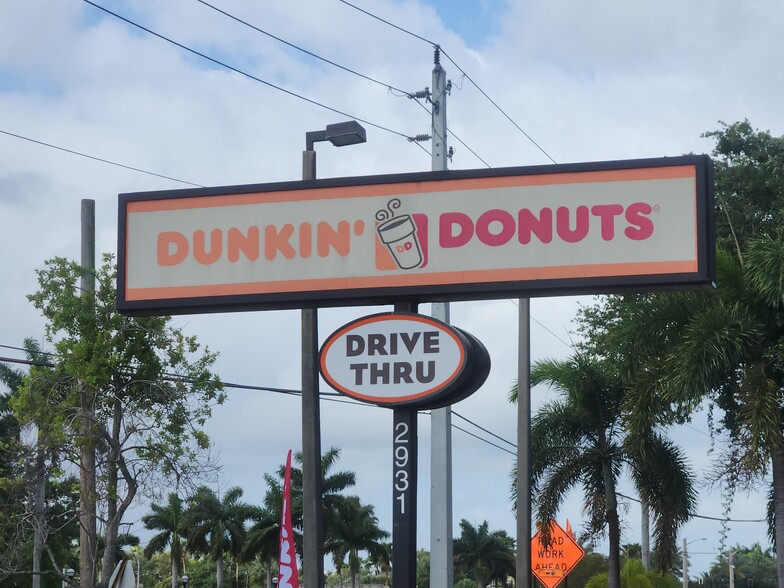 DUNKIN' DD DONUTS®
DRIVE
THRU
2931
ROAD
WORK
AHEAD